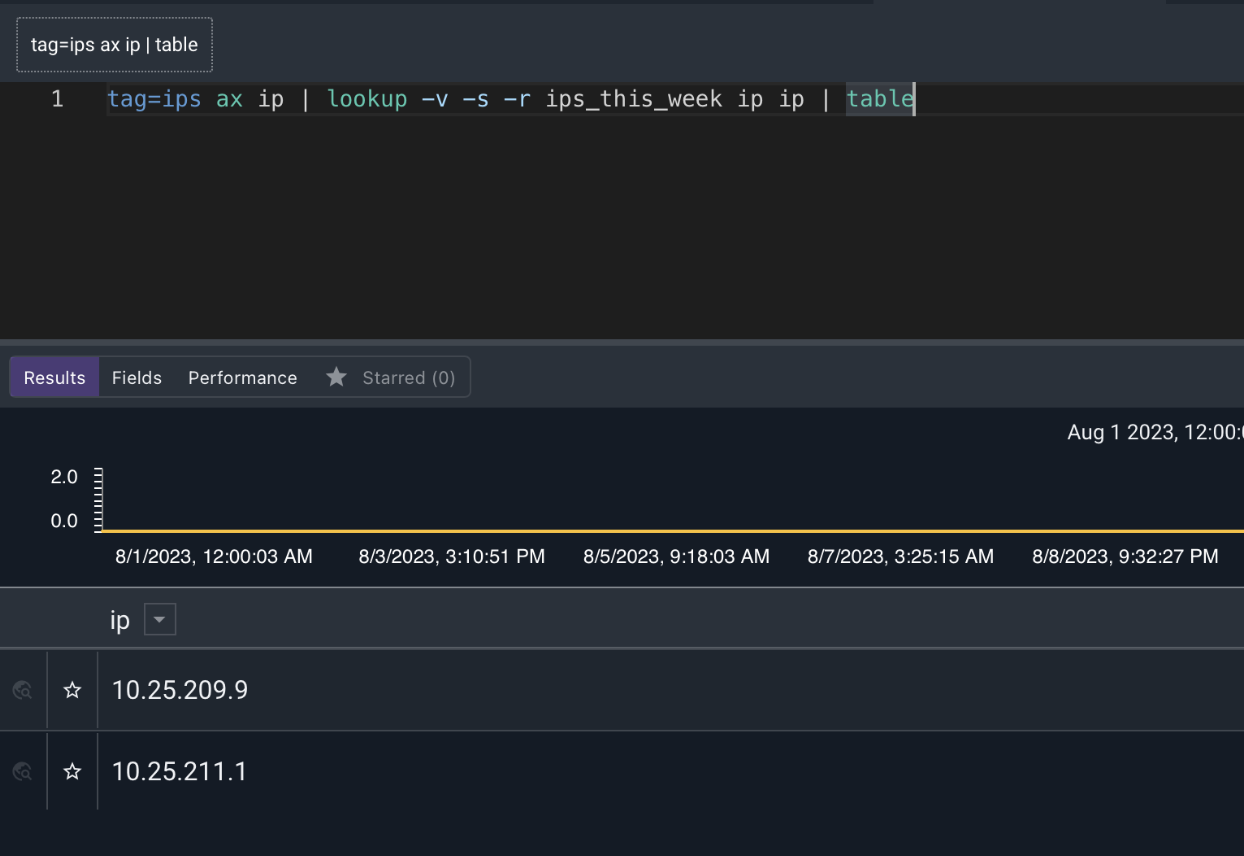 tag=ips ax ip | table
1 tag=ips ax ip | lookup -v -s -r ips_this_week ip ip | table
Results Fields Performance Starred (0)
Aug 1 2023, 12:00:
2.0
0.0
8/1/2023, 12:00:03 AM 8/3/2023, 3:10:51 PM 8/5/2023, 9:18:03 AM 8/7/2023, 3:25:15 AM 8/8/2023, 9:32:27 PM
ip
10.25.209.9
10.25.211.1